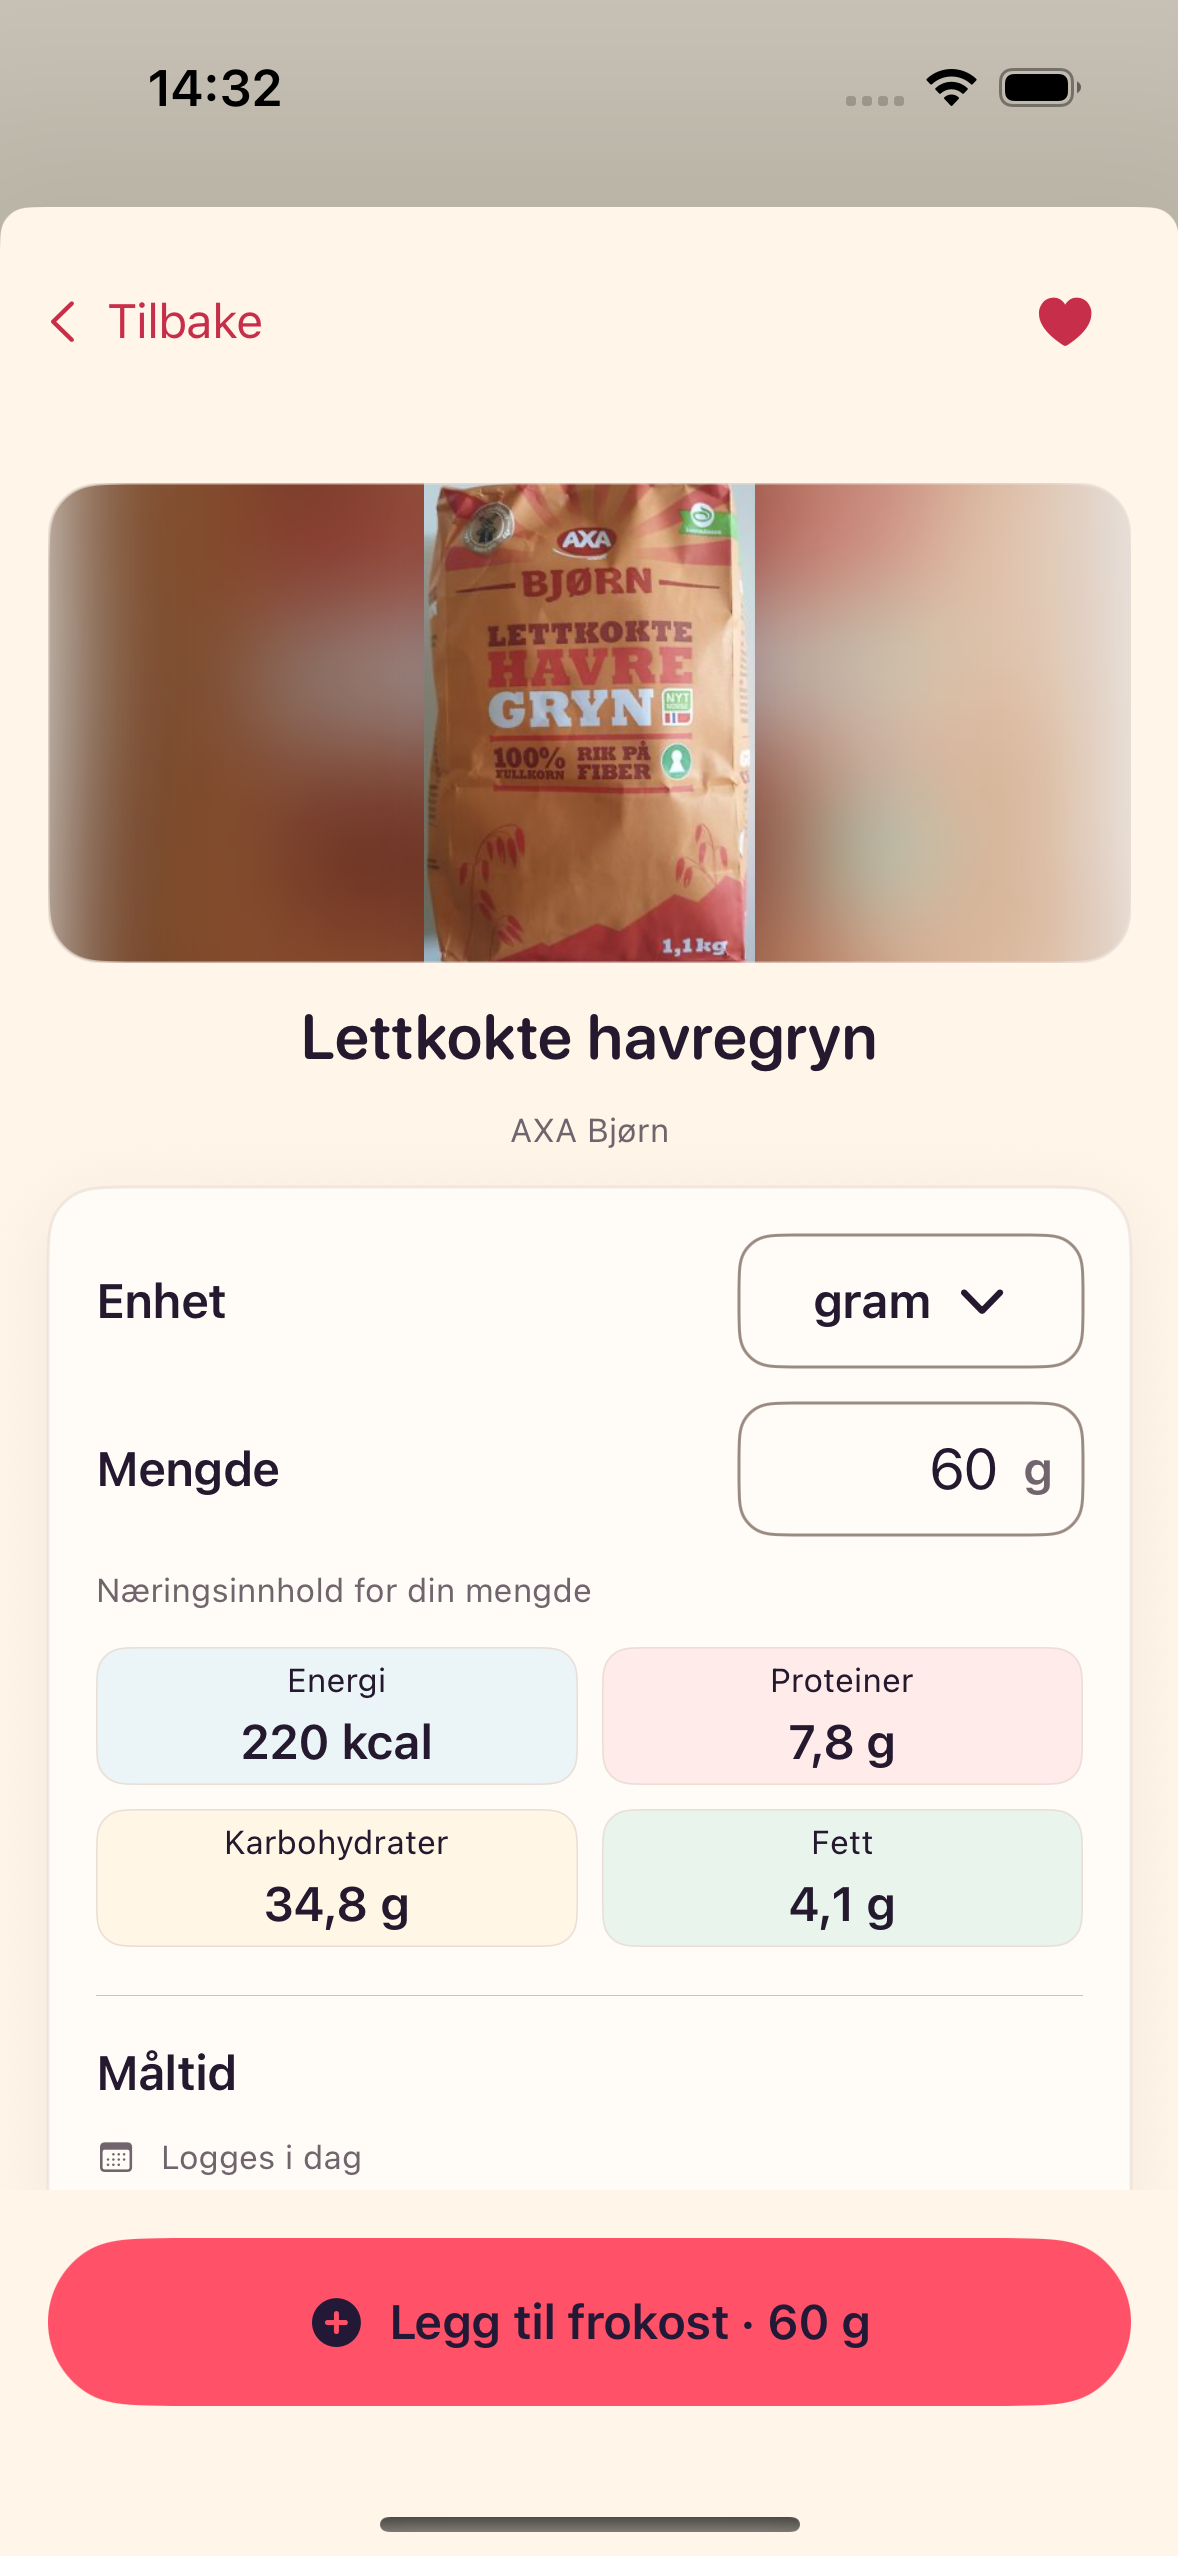 14:32
Tilbake
AXA
BJØRN
LETTKOKTE
HAVRE
GRYN
NYT
NORGE
100% RIK PÅ
FULLKORN FIBER
1,1kg
Lettkokte havregryn
AXA Bjørn
Enhet
gram
Mengde
60 g
Næringsinnhold for din mengde
Energi
220 kcal
Proteiner
7,8 g
Karbohydrater
34,8 g
Fett
4,1 g
Måltid
Logges i dag
Legg til frokost · 60 g